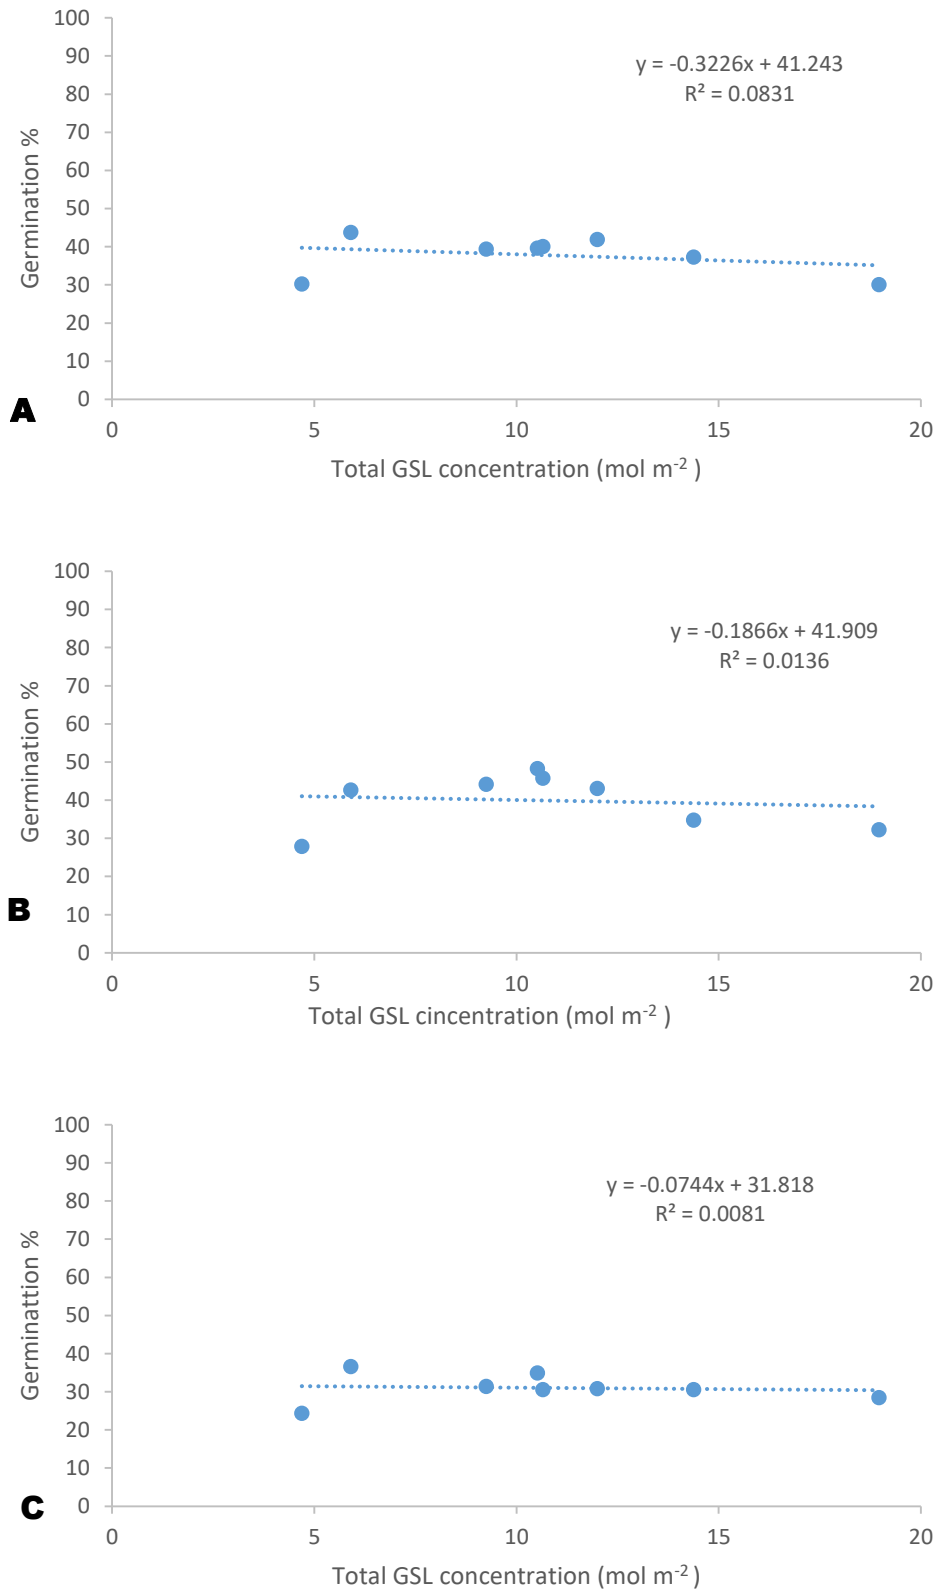 100
90
y = -0.3226x + 41.243
80
R² = 0.0831
70
60
50
40
30
20
10
0
Germination %
A
0 5 10 15 20
Total GSL concentration (mol m⁻² )
100
90
80
y = -0.1866x + 41.909
R² = 0.0136
70
60
50
40
30
20
10
0
Germination %
B
0 5 10 15 20
Total GSL cincentration (mol m⁻² )
100
90
80
y = -0.0744x + 31.818
R² = 0.0081
70
60
50
40
30
20
10
0
Germinattion %
C
0 5 10 15 20
Total GSL concentration (mol m⁻² )